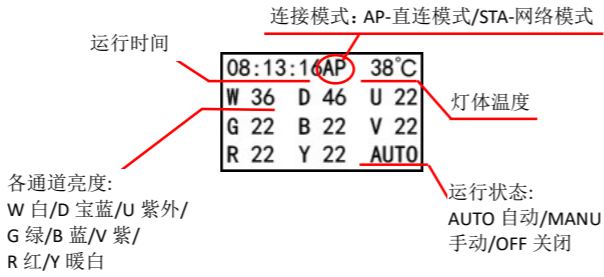 连接模式：AP-直连模式/STA-网络模式
运行时间
08:13:16AP 38℃
W 36 D 46 U 22
G 22 B 22 V 22
R 22 Y 22 AUTO
灯体温度
各通道亮度:
W 白/D 宝蓝/U 紫外/
G 绿/B 蓝/V 紫/
R 红/Y 暖白
运行状态:
AUTO 自动/MANU
手动/OFF 关闭